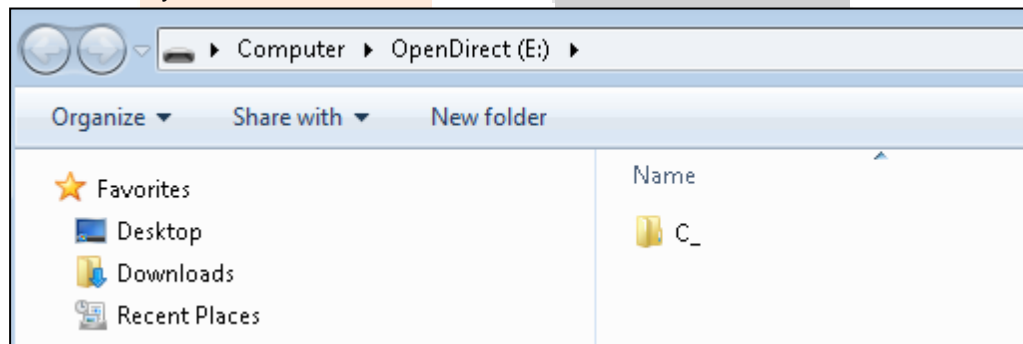 Computer OpenDirect (E:)
Organize Share with New folder
Favorites
Desktop
Downloads
Recent Places
Name
C_